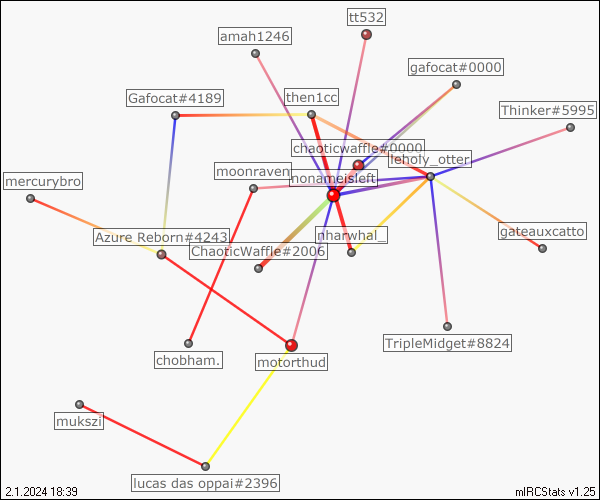 tt532
amah1246
gafocat#0000
Gafocat#4189
then1cc
Thinker#5995
chaoticwaffle#0000
leholy_otter
moonraven
nonameisleft
mercurybro
gateauxcatto
nharwhal_
Azure Reborn#4243
ChaoticWaffle#2006
TripleMidget#8824
chobham.
motorthud
mukszi
lucas das oppai#2396
2.1.2024 18:39
mIRCStats v1.25